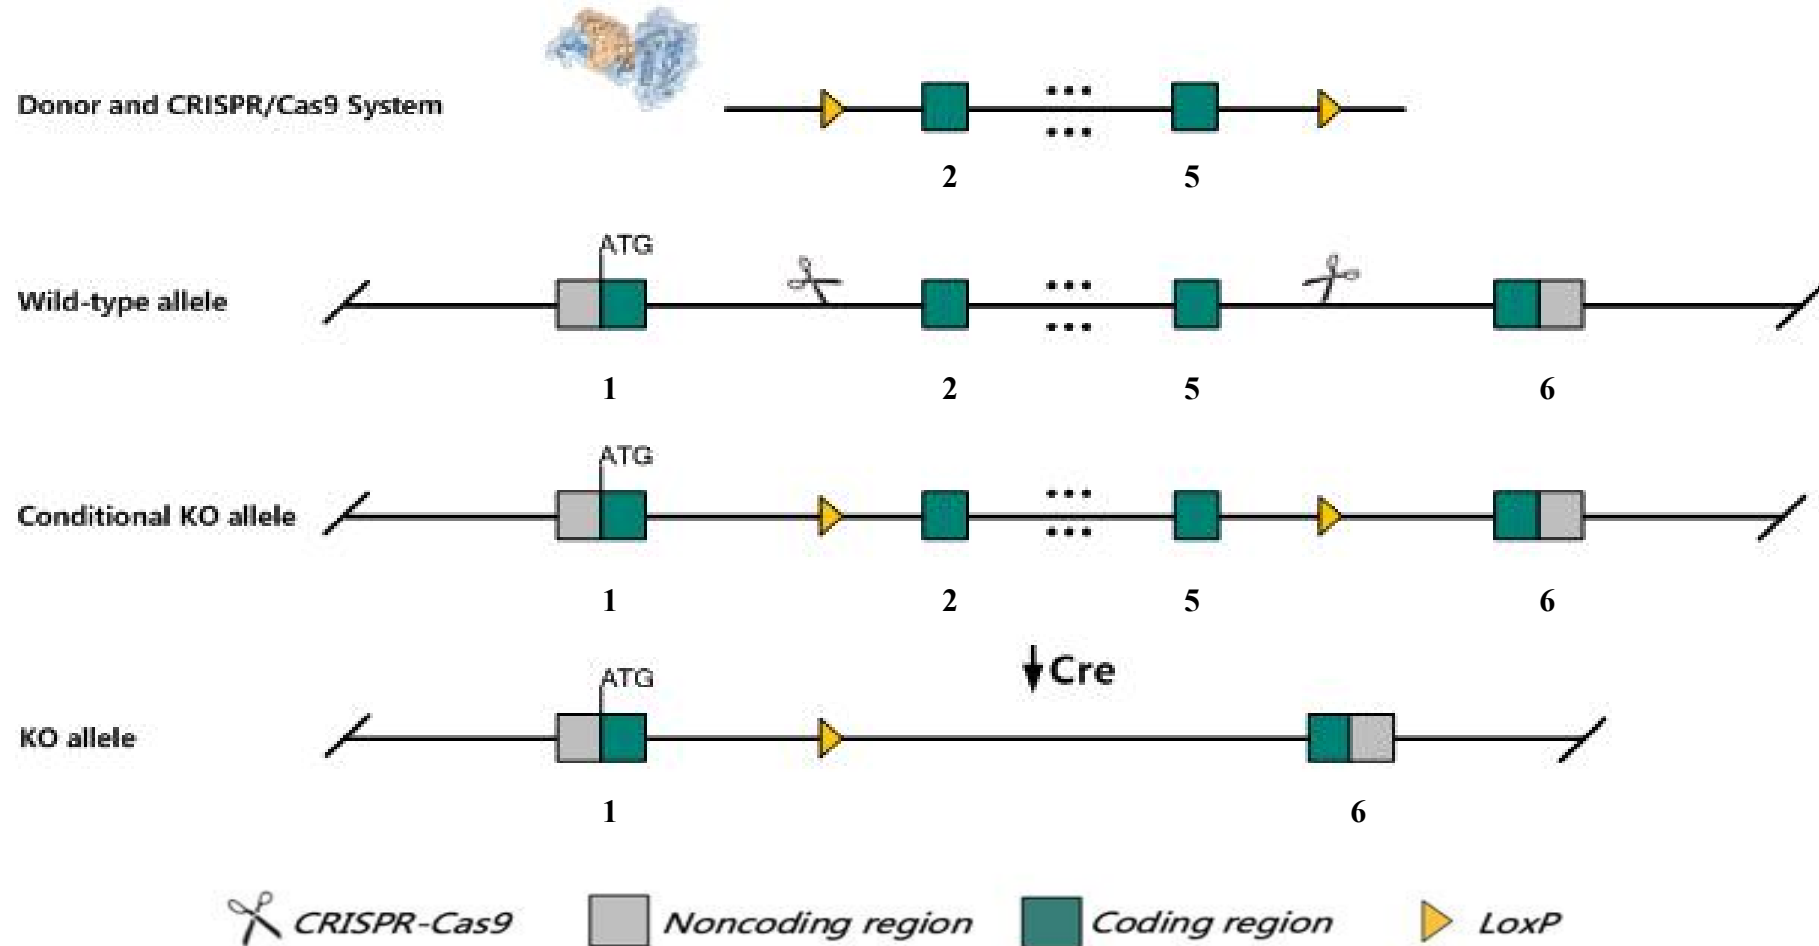 Donor and CRISPR/Cas9 System
2 5
ATG
Wild-type allele
1 2 5 6
ATG
Conditional KO allele
1 2 5 6
Cre
ATG
KO allele
1 6
CRISPR-Cas9 Noncoding region Coding region LoxP